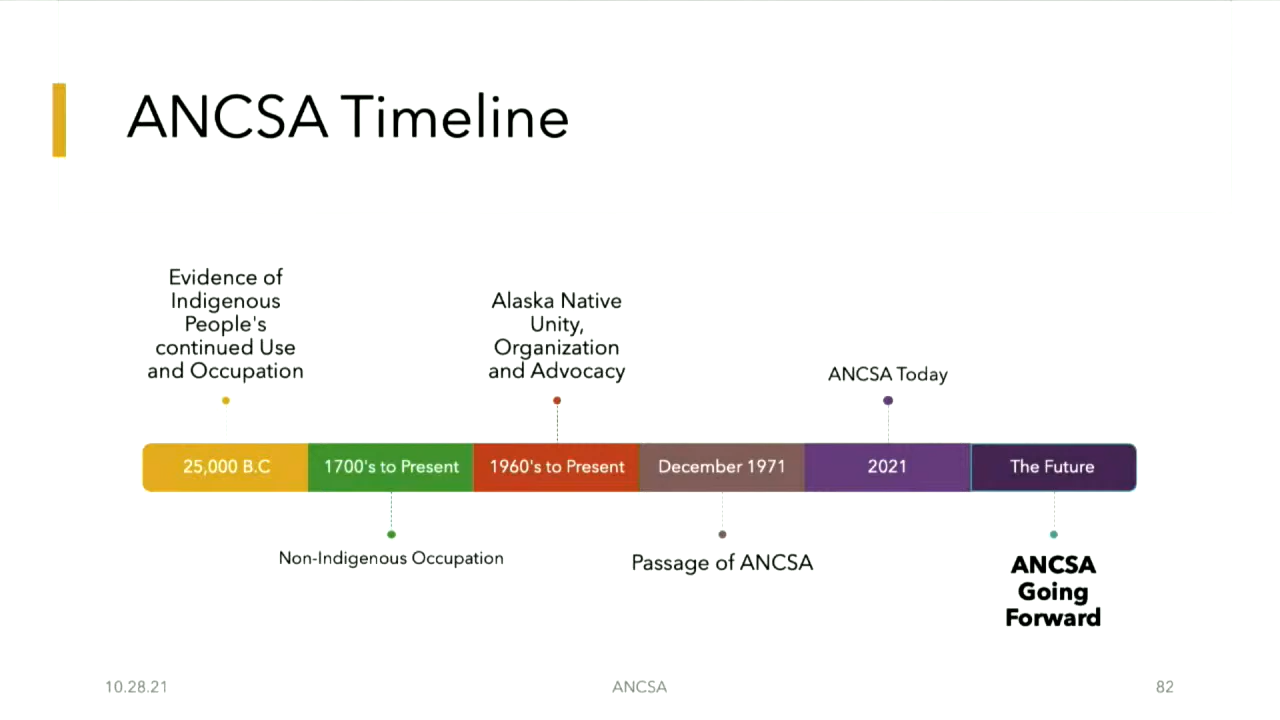 ANCSA Timeline
Evidence of
Indigenous
People's
continued Use
and Occupation
Alaska Native
Unity,
Organization
and Advocacy
ANCSA Today
25,000 B.C
1700's to Present
1960's to Present
December 1971
2021
The Future
Non-Indigenous Occupation
Passage of ANCSA
ANCSA
Going
Forward
10.28.21
ANCSA
82